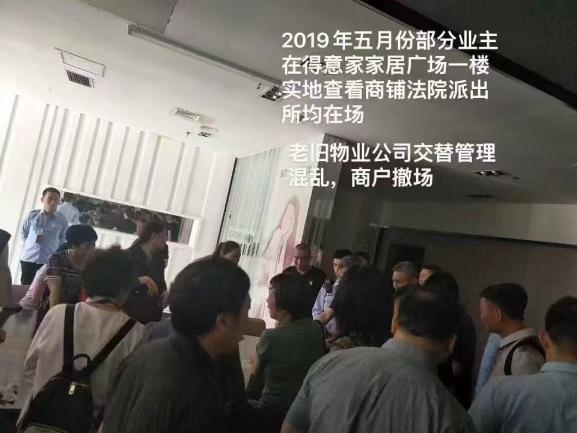 2019年五月份部分业主
在得意家家居广场一楼
实地查看商铺法院派出
所均在场
老旧物业公司交替管理
混乱，商户撤场